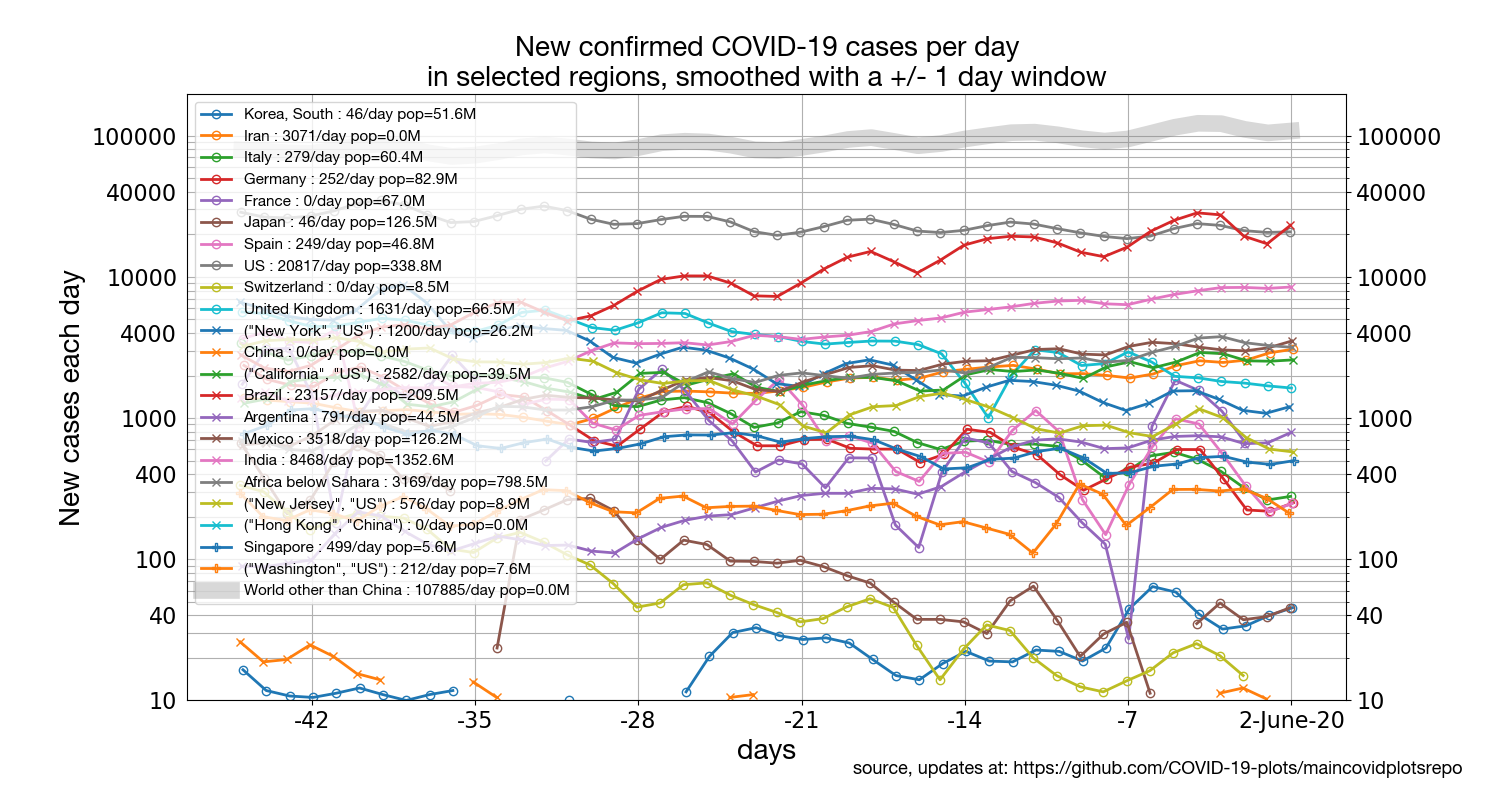 New confirmed COVID-19 cases per day
in selected regions, smoothed with a +/- 1 day window
Korea, South : 46/day pop=51.6M
Iran : 3071/day pop=0.0M
Italy : 279/day pop=60.4M
Germany : 252/day pop=82.9M
France : 0/day pop=67.0M
Japan : 46/day pop=126.5M
Spain : 249/day pop=46.8M
US : 20817/day pop=338.8M
Switzerland : 0/day pop=8.5M
United Kingdom : 1631/day pop=66.5M
("New York", "US") : 1200/day pop=26.2M
China : 0/day pop=0.0M
("California", "US") : 2582/day pop=39.5M
Brazil : 23157/day pop=209.5M
Argentina : 791/day pop=44.5M
Mexico : 3518/day pop=126.2M
India : 8468/day pop=1352.6M
Africa below Sahara : 3169/day pop=798.5M
("New Jersey", "US") : 576/day pop=8.9M
("Hong Kong", "China") : 0/day pop=0.0M
Singapore : 499/day pop=5.6M
("Washington", "US") : 212/day pop=7.6M
World other than China : 107885/day pop=0.0M
New cases each day
100000
40000
10000
4000
1000
400
100
40
10
100000
40000
10000
4000
1000
400
100
40
10
-42 -35 -28 -21 -14 -7 2-June-20
days
source, updates at: https://github.com/COVID-19-plots/maincovidplotsrepo